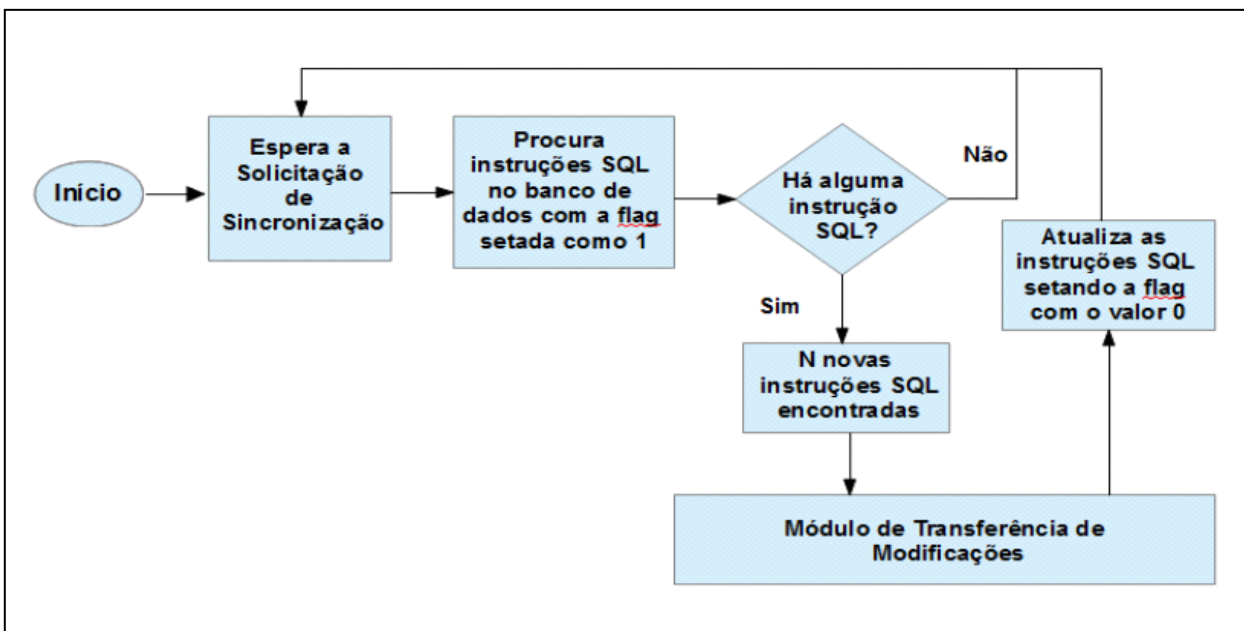 Início
Espera a
Solicitação
de
Sincronização
Procura
instruções SQL
no banco de
dados com a flag
setada como 1
Há alguma
instrução
SQL?
Não
Sim
N novas
instruções SQL
encontradas
Módulo de Transferência de
Modificações
Atualiza as
instruções SQL
setando a flag
com o valor 0